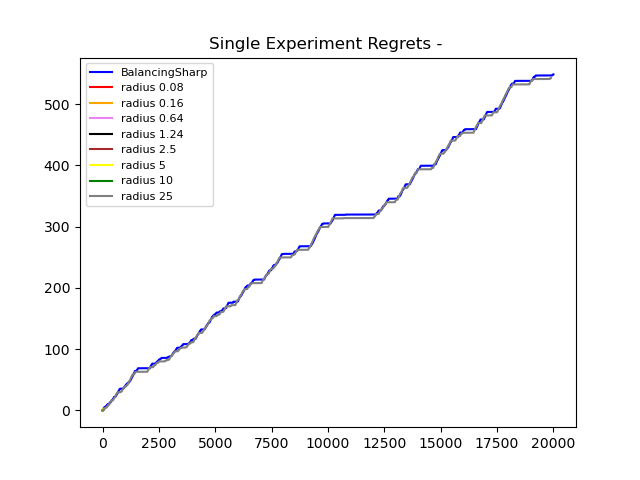 Single Experiment Regrets -
BalancingSharp
radius 0.08
radius 0.16
radius 0.64
radius 1.24
radius 2.5
radius 5
radius 10
radius 25
500
400
300
200
100
0
0 2500 5000 7500 10000 12500 15000 17500 20000